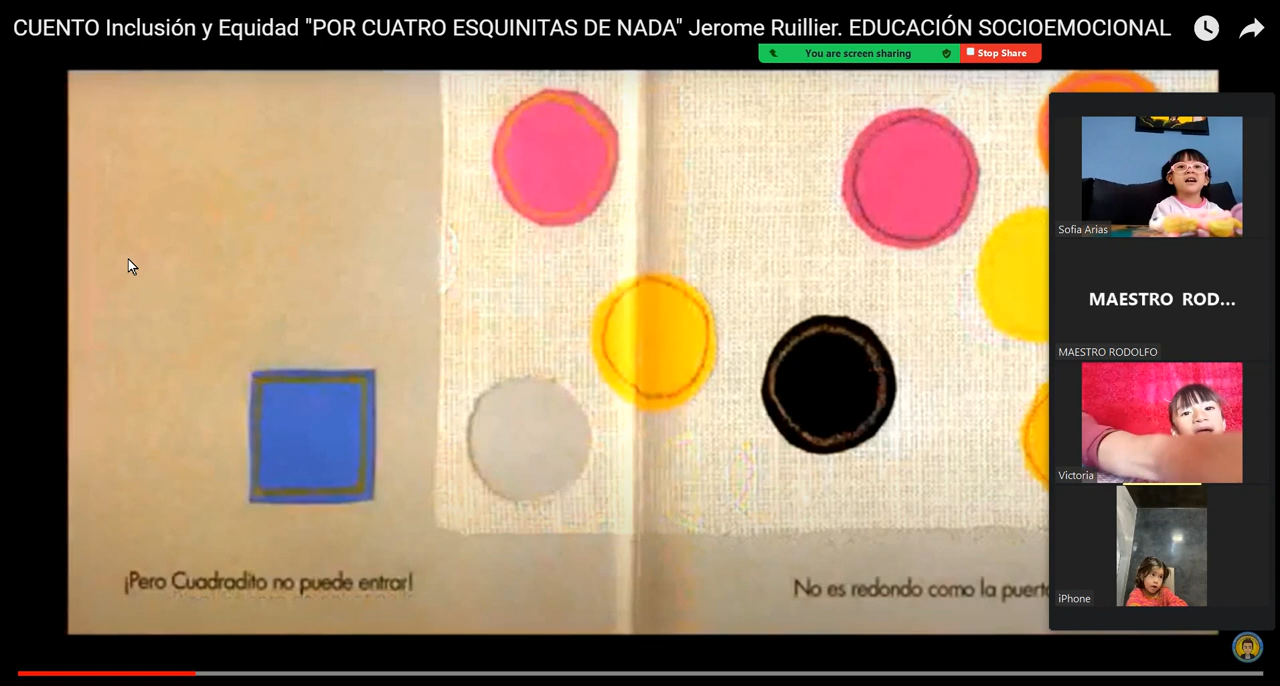 CUENTO Inclusión y Equidad "POR CUATRO ESQUINITAS DE NADA" Jerome Ruillier. EDUCACIÓN SOCIOEMOCIONAL
You are screen sharing
Stop Share
Sofia Arias
MAESTRO ROD...
MAESTRO RODOLFO
Victoria
iPhone
¡Pero Cuadradito no puede entrar!
No es redondo como la puerta